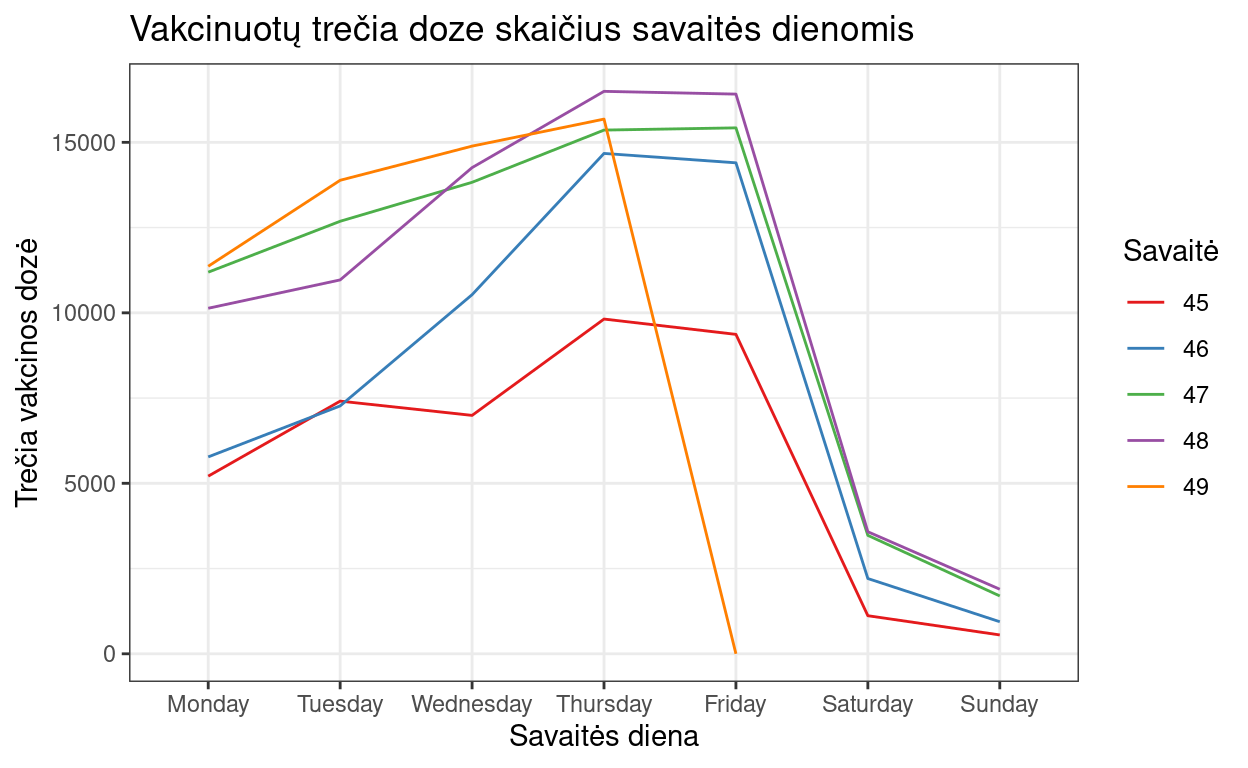 Vakcinuotų trečia doze skaičius savaitės dienomis
Trečia vakcinos dozė
15000
10000
5000
0
Monday Tuesday Wednesday Thursday Friday Saturday Sunday
Savaitės diena
Savaitė
45
46
47
48
49